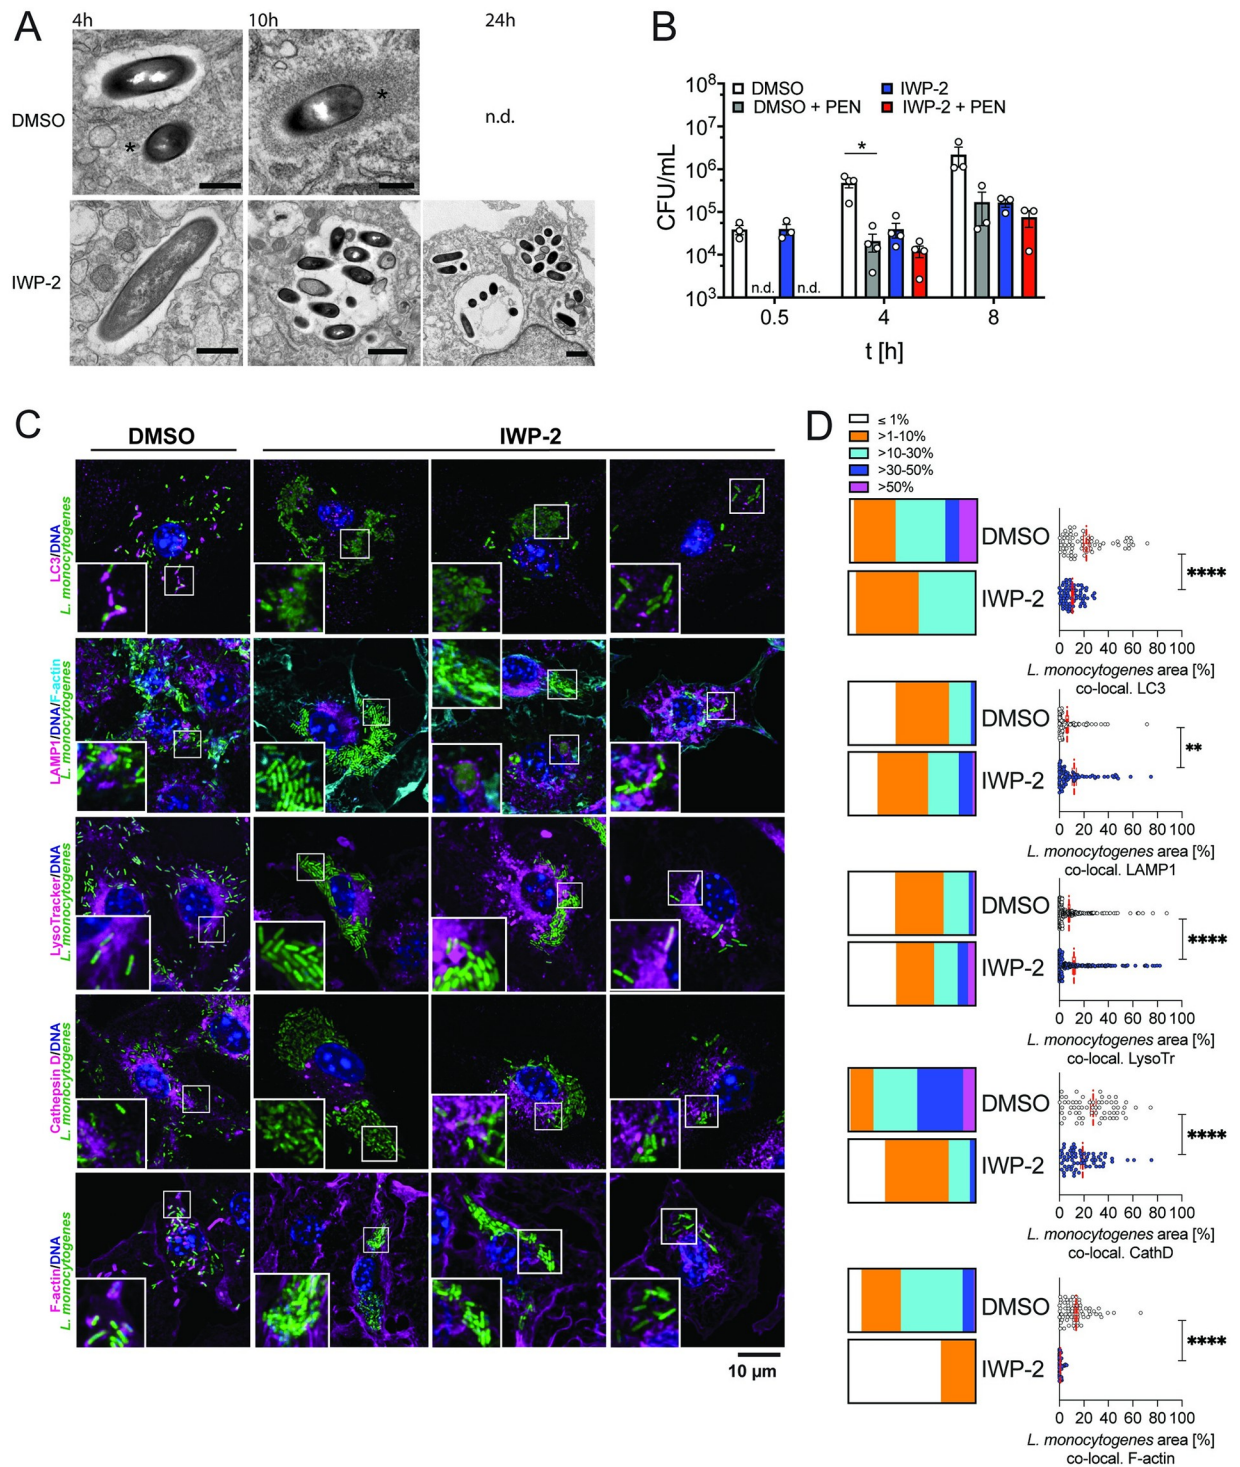 A
4h
10h
24h
DMSO
*
*
n.d.
IWP-2
B
CFU/mL
10⁸
10⁷
10⁶
10⁵
10⁴
10³
DMSO
IWP-2
DMSO + PEN
IWP-2 + PEN
*
n.d.
n.d.
0.5
4
8
t [h]
C
DMSO
IWP-2
LC3/DNA
L. monocytogenes
LAMP1/DNA/F-actin
L. monocytogenes
LysoTracker/DNA
L. monocytogenes
Cathepsin D/DNA
L. monocytogenes
F-actin/DNA
L. monocytogenes
10 µm
D
≤ 1%
>1-10%
>10-30%
>30-50%
>50%
DMSO
IWP-2
****
0 20 40 60 80 100
L. monocytogenes area [%]
co-local. LC3
DMSO
IWP-2
**
0 20 40 60 80 100
L. monocytogenes area [%]
co-local. LAMP1
DMSO
IWP-2
****
0 20 40 60 80 100
L. monocytogenes area [%]
co-local. LysoTr
DMSO
IWP-2
****
0 20 40 60 80 100
L. monocytogenes area [%]
co-local. CathD
DMSO
IWP-2
****
0 20 40 60 80 100
L. monocytogenes area [%]
co-local. F-actin